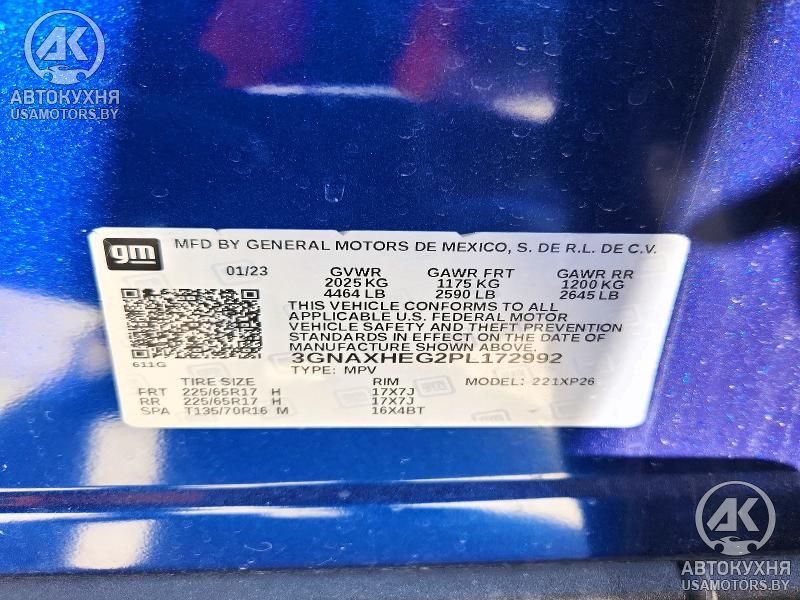 AK
АВТОКУХНЯ
USAMOTORS.BY
gm
MFD BY GENERAL MOTORS DE MEXICO, S. DE R.L. DE C.V.
01/23 GVWR GAWR FRT GAWR RR
2025 KG 1175 KG 1200 KG
4464 LB 2590 LB 2645 LB
THIS VEHICLE CONFORMS TO ALL
APPLICABLE U.S. FEDERAL MOTOR
VEHICLE SAFETY AND THEFT PREVENTION
STANDARDS IN EFFECT ON THE DATE OF
MANUFACTURE SHOWN ABOVE.
3GNAXHEG2PL172992
611G
TYPE: MPV
TIRE SIZE RIM MODEL: 221XP26
FRT 225/65R17 H 17X7J
RR 225/65R17 H 17X7J
SPA T135/70R16 M 16X4BT
AK
АВТОКУХНЯ
USAMOTORS.BY